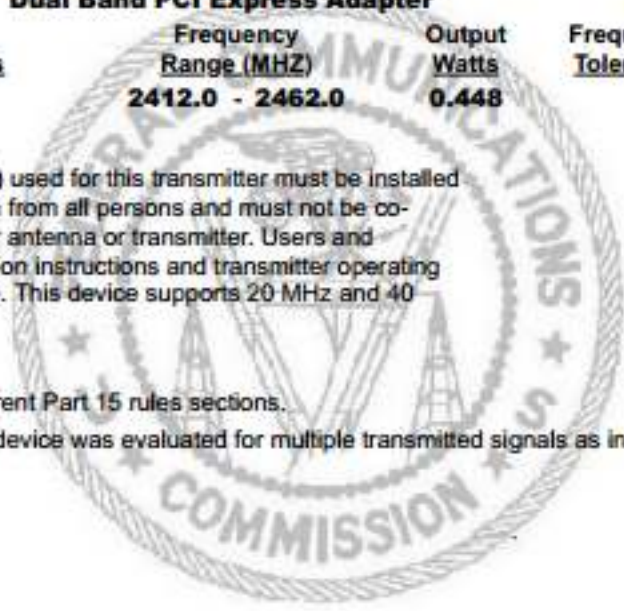 Dual Band PCI Express Adapter
Frequency Output
Range (MHZ) Watts
2412.0 - 2462.0 0.448
used for this transmitter must be installed
from all persons and must not be co-
antenna or transmitter. Users and
on instructions and transmitter operating
This device supports 20 MHz and 40
rent Part 15 rules sections.
device was evaluated for multiple transmitted signals as in
COMMUNICATIONS
COMMISSION